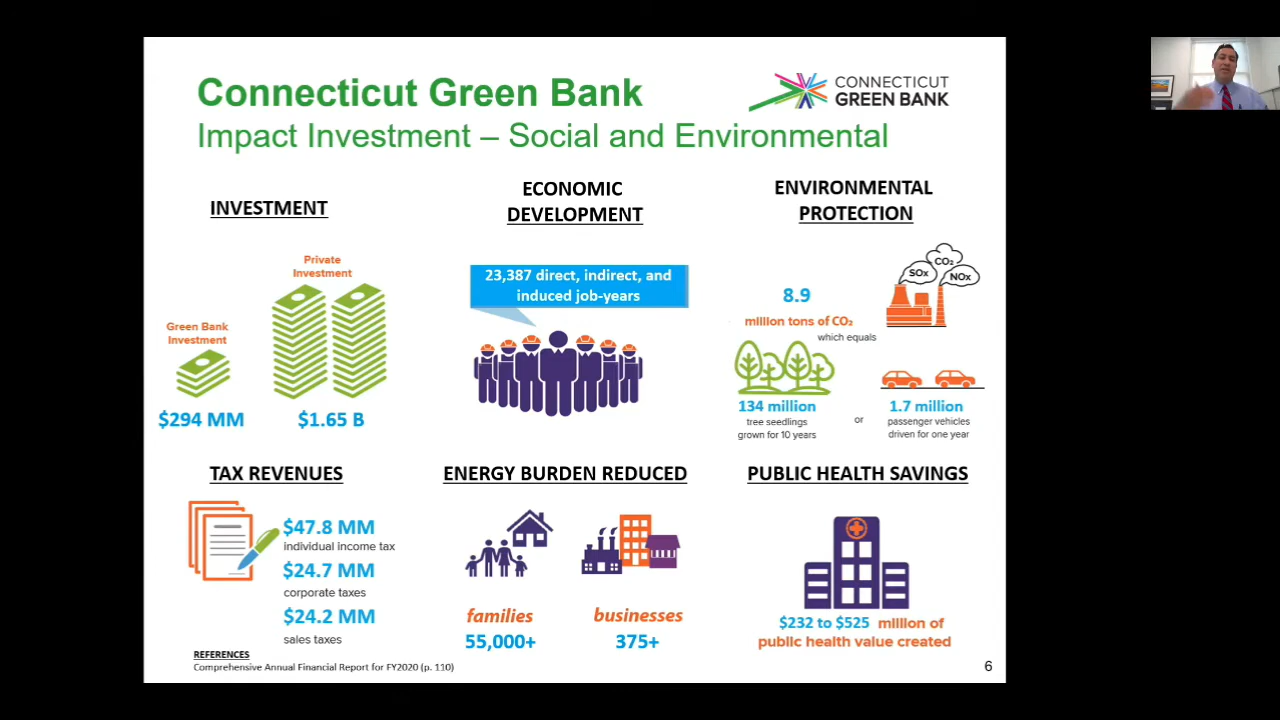 Connecticut Green Bank
Impact Investment – Social and Environmental
CONNECTICUT
GREEN BANK
INVESTMENT
Private
Investment
Green Bank
Investment
$294 MM
$1.65 B
ECONOMIC
DEVELOPMENT
23,387 direct, indirect, and
induced job-years
ENVIRONMENTAL
PROTECTION
SOx
CO₂
NOx
8.9
million tons of CO₂
which equals
134 million
tree seedlings
grown for 10 years
or
1.7 million
passenger vehicles
driven for one year
TAX REVENUES
$47.8 MM
individual income tax
$24.7 MM
corporate taxes
$24.2 MM
sales taxes
ENERGY BURDEN REDUCED
families
55,000+
businesses
375+
PUBLIC HEALTH SAVINGS
$232 to $525 million of
public health value created
REFERENCES
Comprehensive Annual Financial Report for FY2020 (p. 110)
6